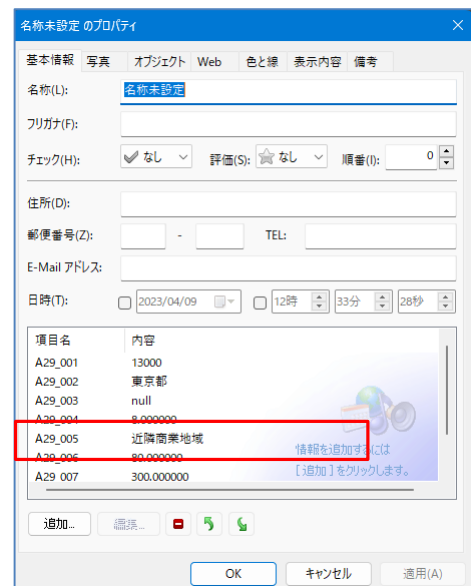 名称未設定 のプロパティ
基本情報 写真 オブジェクト Web 色と線 表示内容 備考
名称(L): 名称未設定
フリガナ(F):
チェック(H): なし 評価(S): なし 順番(I): 0
住所(D):
郵便番号(Z): - TEL:
E-Mail アドレス:
日時(T): 2023/04/09 12時 33分 28秒
項目名 内容
A29_001 13000
A29_002 東京都
A29_003 null
A29_004 8.000000
A29_005 近隣商業地域
A29_006 80.000000
A29_007 300.000000
情報を追加するには
[追加]をクリックします。
追加... 編集...
OK キャンセル 適用(A)